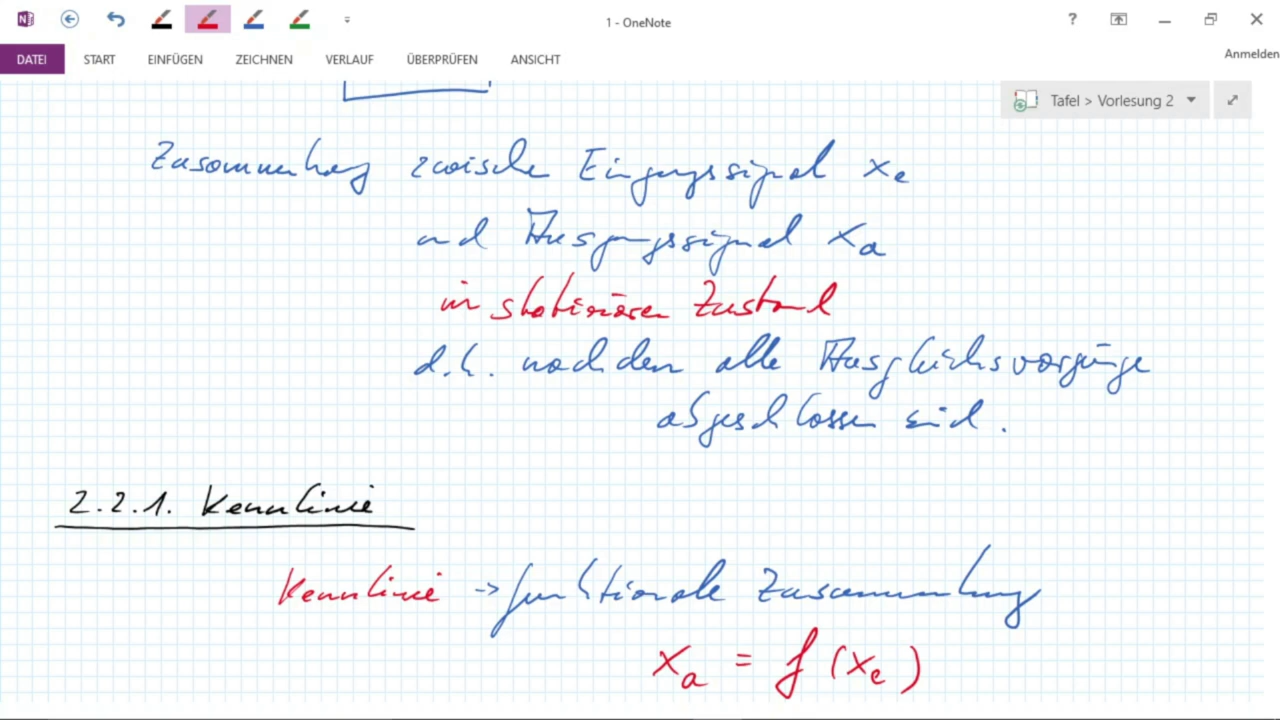 1 - OneNote
?
DATEI START EINFÜGEN ZEICHNEN VERLAUF ÜBERPRÜFEN ANSICHT
Anmelden
Tafel > Vorlesung 2
Zusammenhang zwischen Eingangssignal xe
und Ausgangssignal xa
in stationären Zustand
d.h. nachdem alle Ausgleichsvorgänge
abgeschlossen sind.
2.2.1. Kennlinie
Kennlinie -> funktionale Zusammenhang
xa = f (xe)